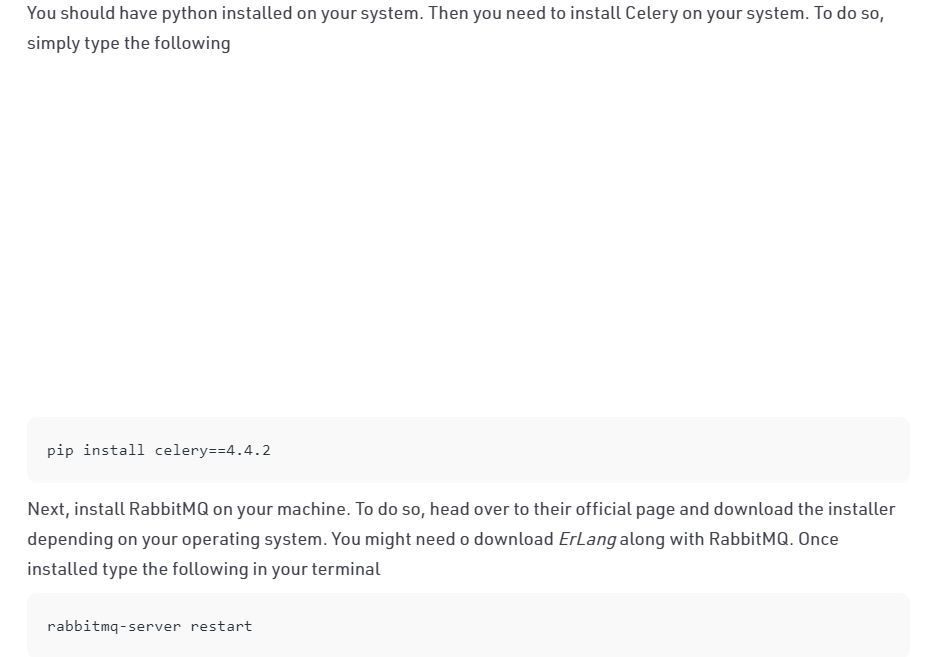 You should have python installed on your system. Then you need to install Celery on your system. To do so,
simply type the following
pip install celery==4.4.2
Next, install RabbitMQ on your machine. To do so, head over to their official page and download the installer
depending on your operating system. You might need o download ErLang along with RabbitMQ. Once
installed type the following in your terminal
rabbitmq-server restart